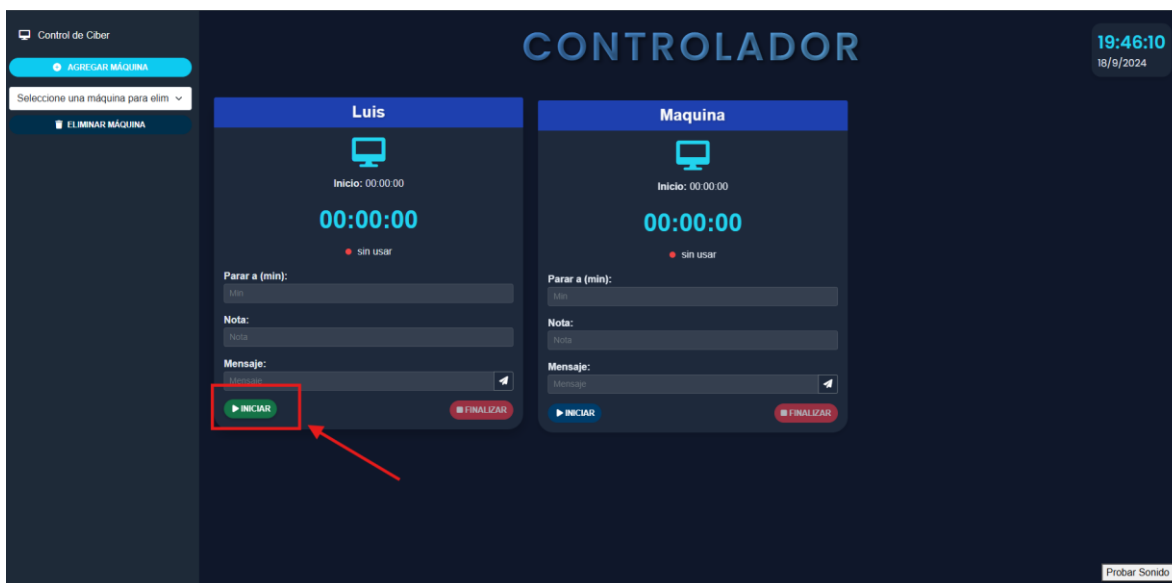 Control de Ciber
AGREGAR MÁQUINA
Seleccione una máquina para elim
ELIMINAR MÁQUINA
CONTROLADOR
19:46:10
18/9/2024
Luis
Inicio: 00:00:00
00:00:00
sin usar
Parar a (min):
Min
Nota:
Nota
Mensaje:
Mensaje
INICIAR
FINALIZAR
Maquina
Inicio: 00:00:00
00:00:00
sin usar
Parar a (min):
Min
Nota:
Nota
Mensaje:
Mensaje
INICIAR
FINALIZAR
Probar Sonido